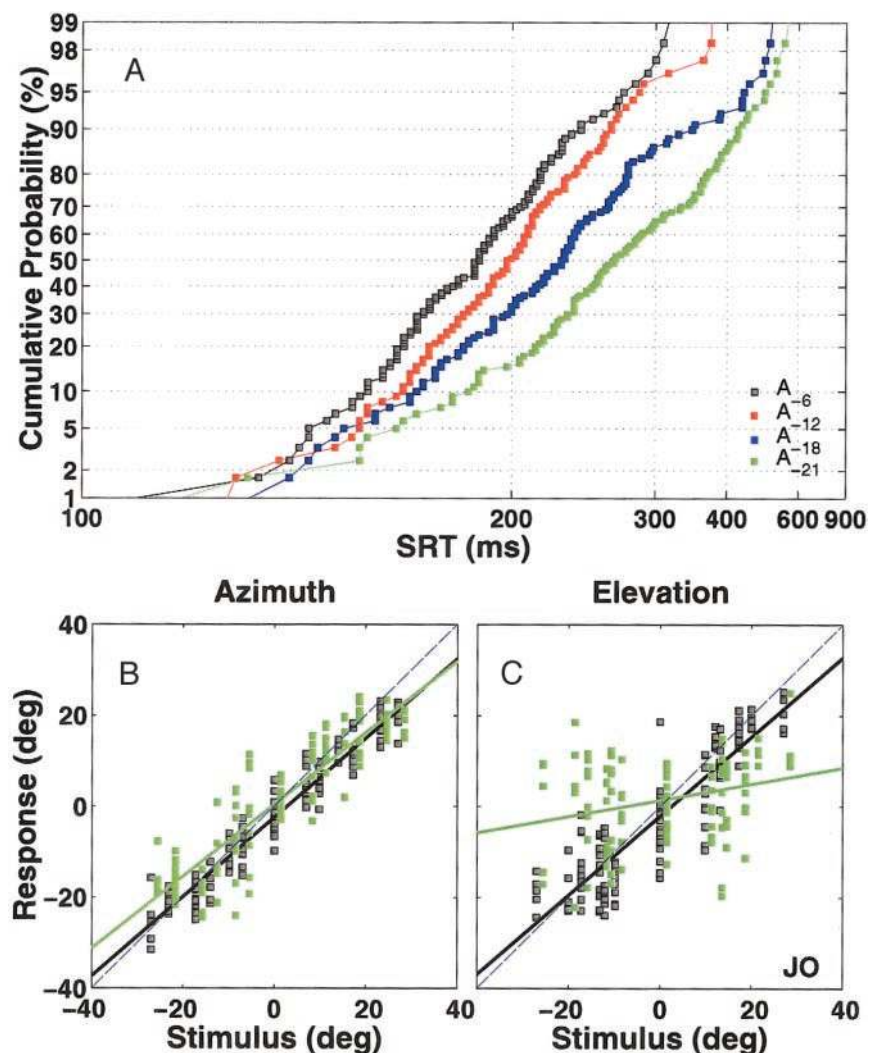 A
Cumulative Probability (%)
99
98
95
90
80
70
60
50
40
30
20
10
5
2
1
100
200
300
400
600
900
SRT (ms)
A-6
A-12
A-18
A-21
Azimuth
Elevation
B
C
Response (deg)
40
20
0
−20
−40
−40
−20
0
20
40
−40
−20
0
20
40
Stimulus (deg)
Stimulus (deg)
JO